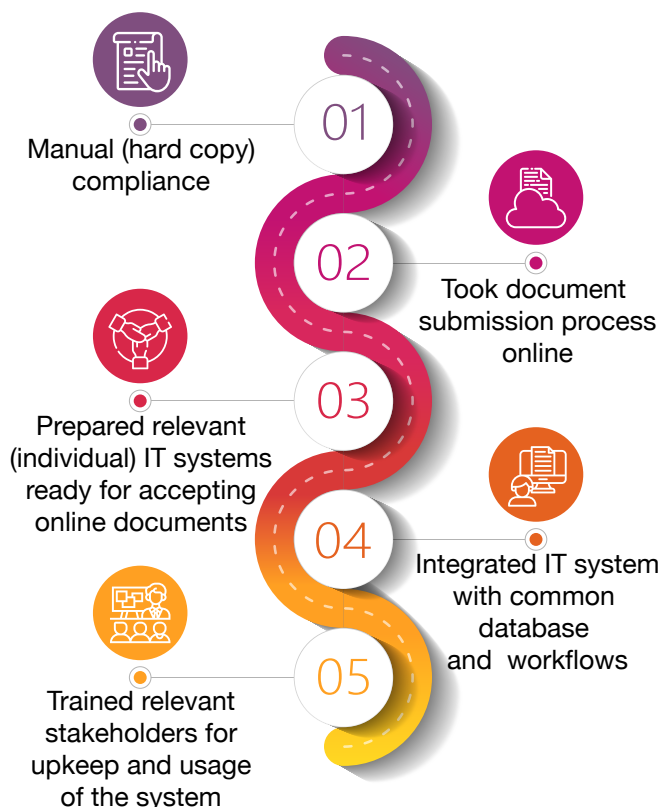 01
Manual (hard copy)
compliance
02
Took document
submission process
online
03
Prepared relevant
(individual) IT systems
ready for accepting
online documents
04
Integrated IT system
with common
database
and workflows
05
Trained relevant
stakeholders for
upkeep and usage
of the system